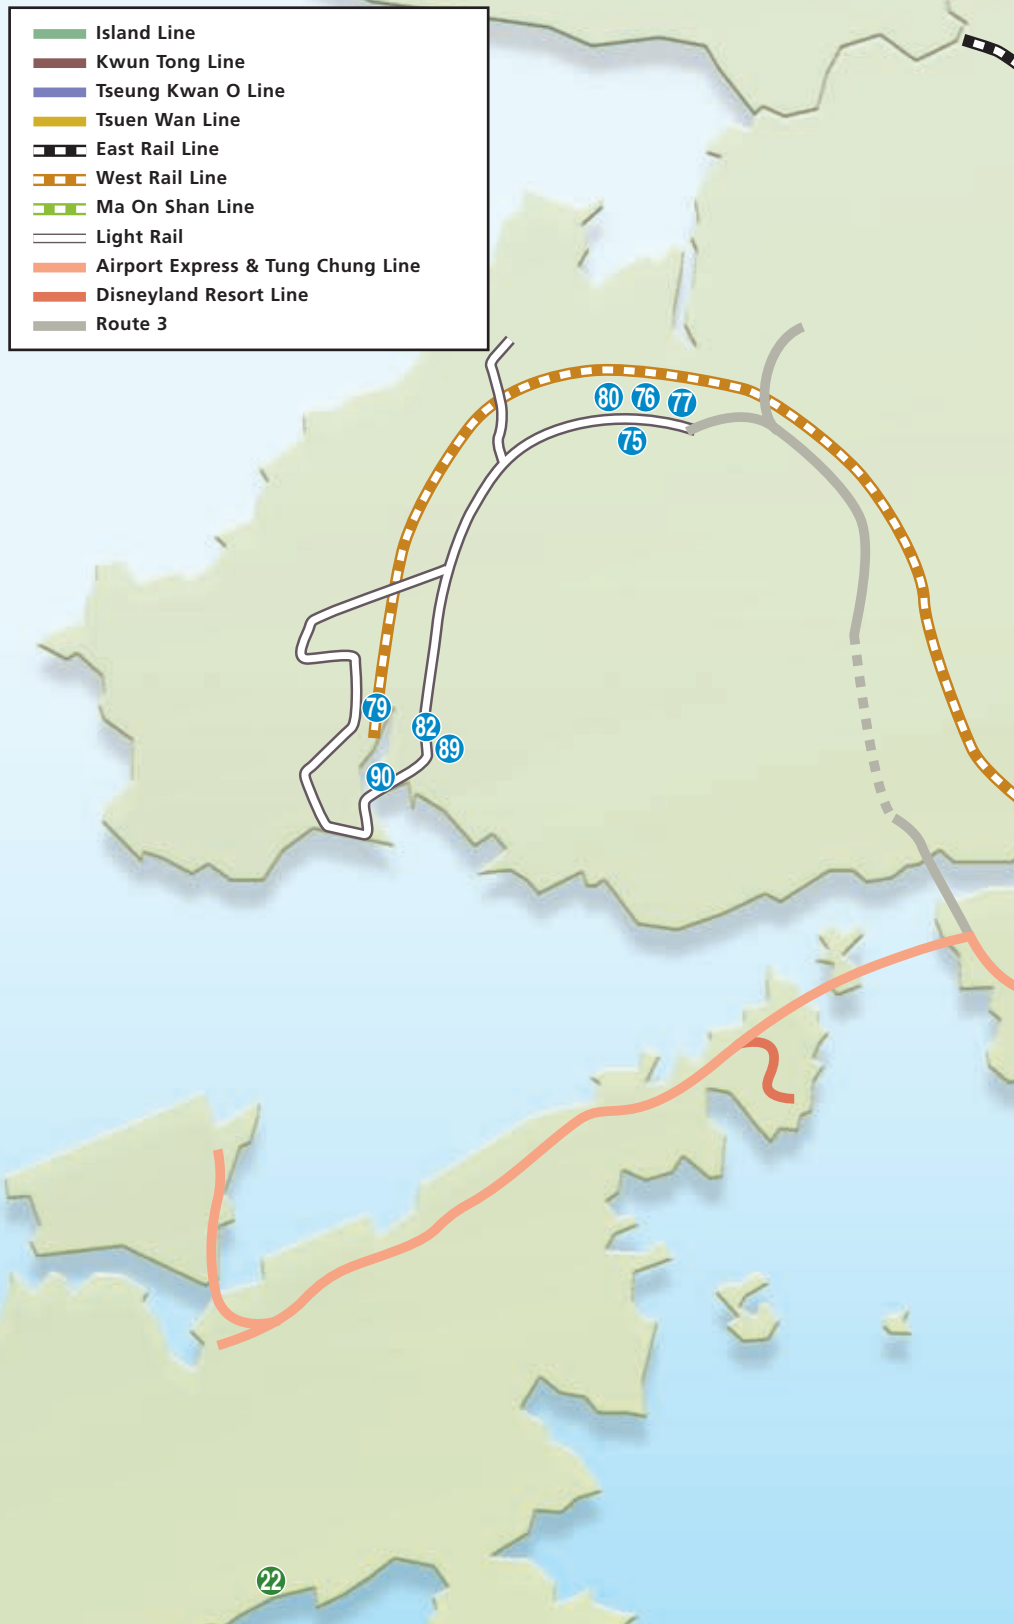 Island Line
Kwun Tong Line
Tseung Kwan O Line
Tsuen Wan Line
East Rail Line
West Rail Line
Ma On Shan Line
Light Rail
Airport Express & Tung Chung Line
Disneyland Resort Line
Route 3
80 76 77
75
79
82
89
90
22